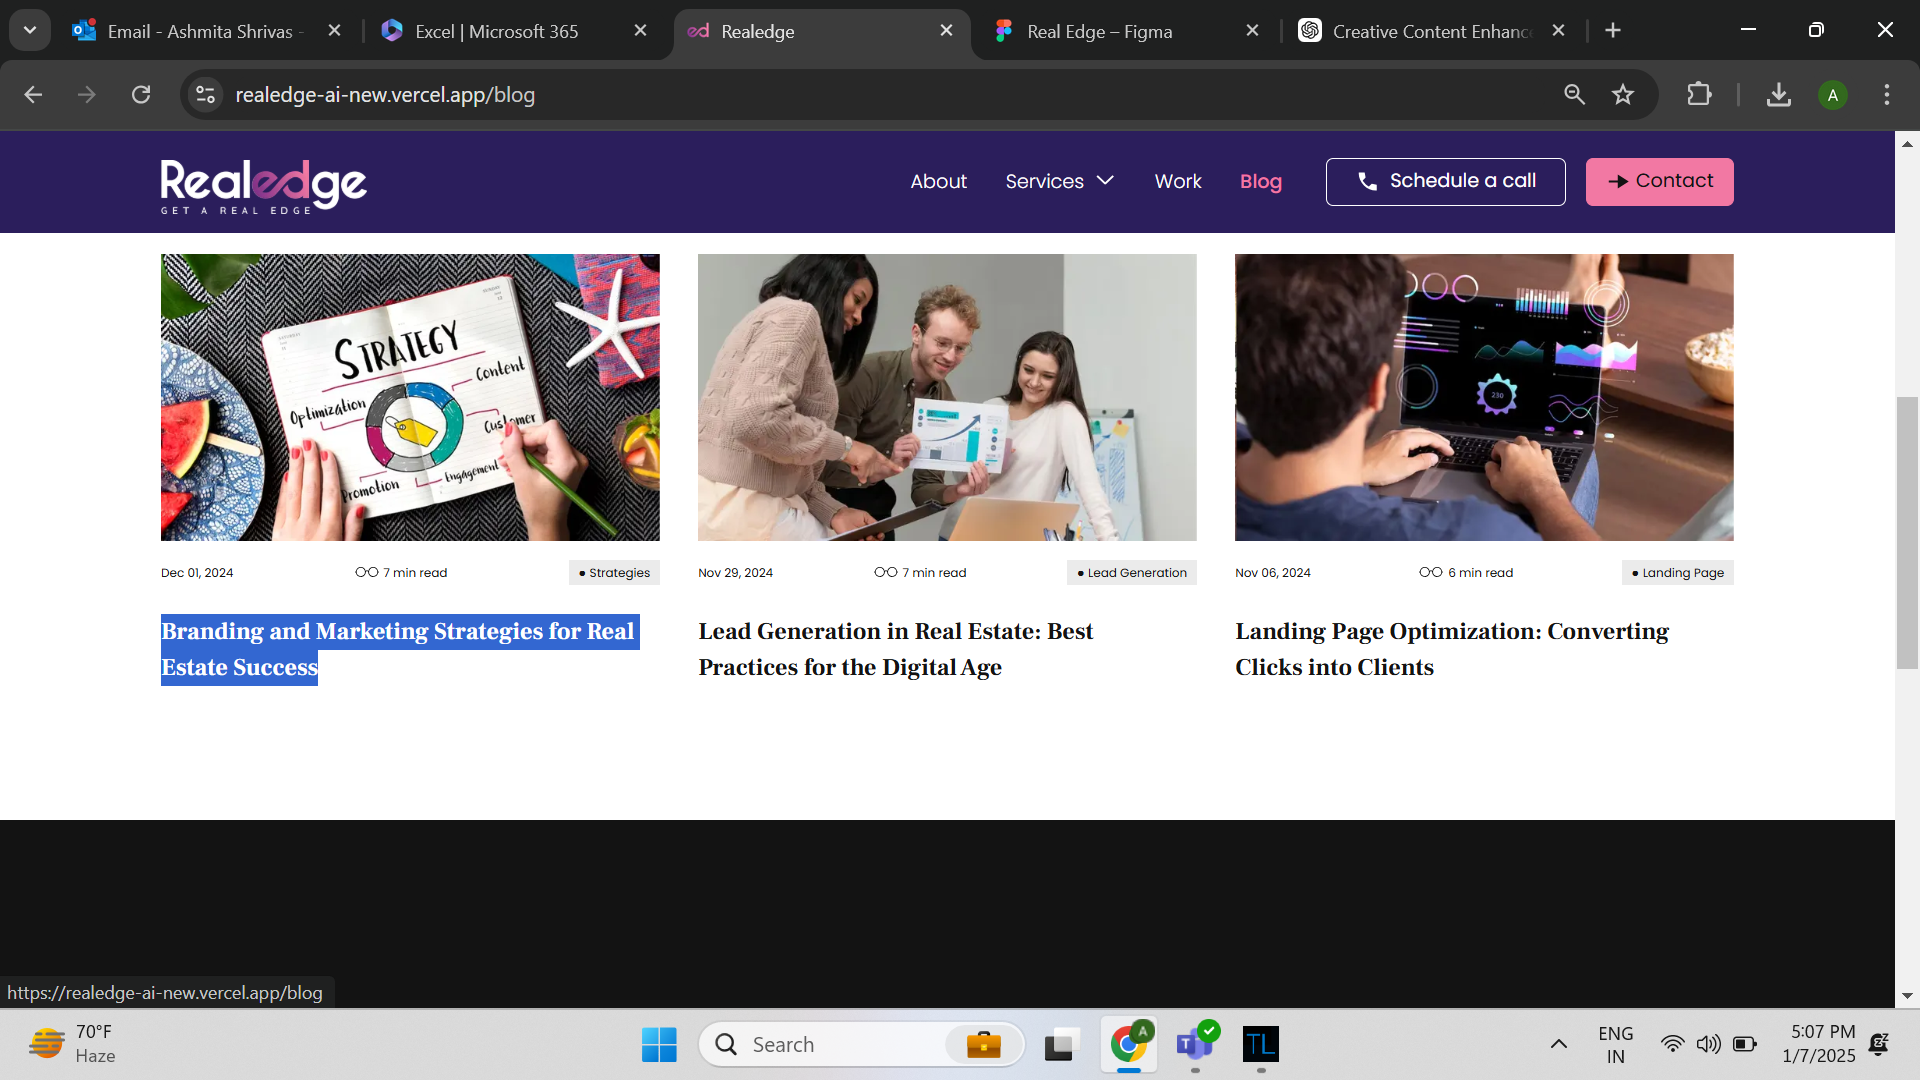 Email - Ashmita Shrivas -
Excel | Microsoft 365
Realedge
Real Edge – Figma
Creative Content Enhanc
realedge-ai-new.vercel.app/blog
A
Realedge
GET A REAL EDGE
About
Services
Work
Blog
Schedule a call
Contact
STRATEGY
Content
Optimization
Customer
Engagement
Promotion
230
Dec 01, 2024
7 min read
• Strategies
Branding and Marketing Strategies for Real
Estate Success
Nov 29, 2024
7 min read
• Lead Generation
Lead Generation in Real Estate: Best
Practices for the Digital Age
Nov 06, 2024
6 min read
• Landing Page
Landing Page Optimization: Converting
Clicks into Clients
https://realedge-ai-new.vercel.app/blog
70°F
Haze
Search
A
T
TL
ENG
IN
5:07 PM
1/7/2025